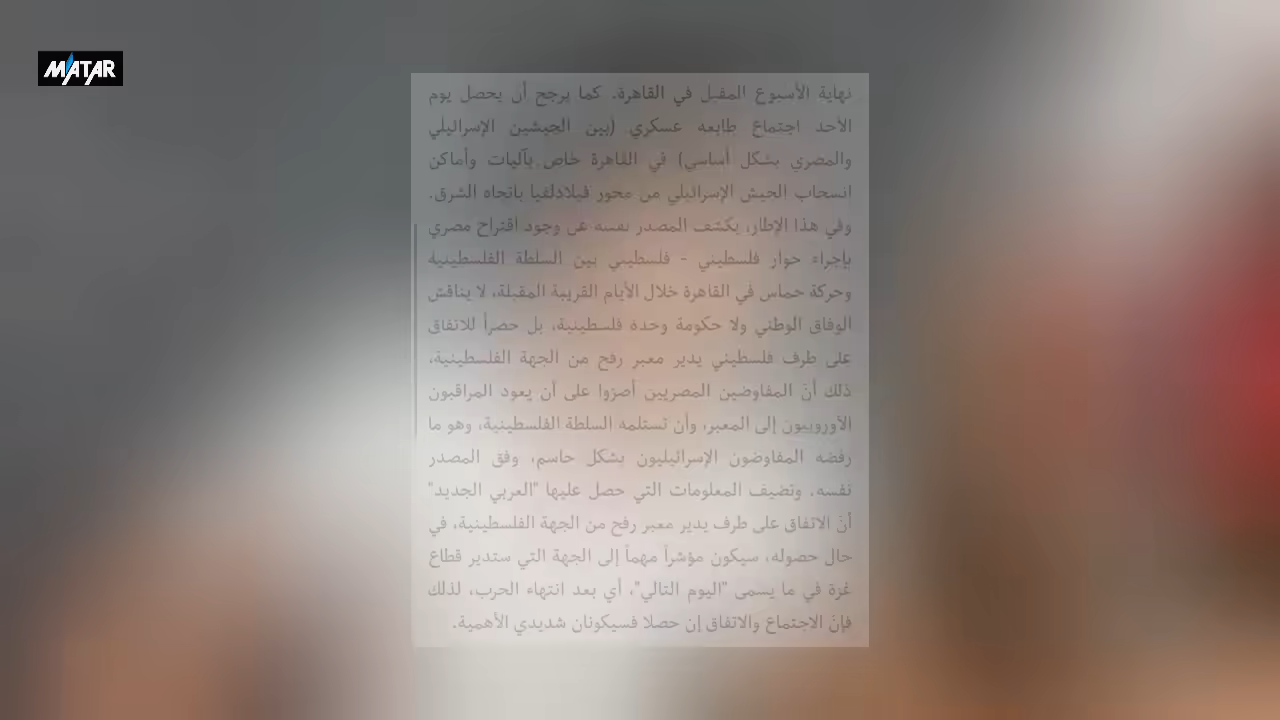 MATAR
نهاية الأسبوع المقبل في القاهرة. كما يرجح أن يحصل يوم
الأحد اجتماع طابعه عسكري (بين الجيشين الإسرائيلي
والمصري بشكل أساسي) في القاهرة خاص بآليات وأماكن
انسحاب الجيش الإسرائيلي من محور فيلادلفيا باتجاه الشرق.
وفي هذا الإطار، يكشف المصدر نفسه عن وجود اقتراح مصري
بإجراء حوار فلسطيني - فلسطيني بين السلطة الفلسطينية
وحركة حماس في القاهرة خلال الأيام القريبة المقبلة، لا يناقش
الوفاق الوطني ولا حكومة وحدة فلسطينية، بل حصراً للاتفاق
على طرف فلسطيني يدير معبر رفح من الجهة الفلسطينية،
ذلك أنّ المفاوضين المصريين أصرّوا على أن يعود المراقبون
الأوروبيون إلى المعبر، وأن تستلمه السلطة الفلسطينية، وهو ما
رفضه المفاوضون الإسرائيليون بشكل حاسم، وفق المصدر
نفسه. وتضيف المعلومات التي حصل عليها "العربي الجديد"
أنّ الاتفاق على طرف يدير معبر رفح من الجهة الفلسطينية، في
حال حصوله، سيكون مؤشراً مهماً إلى الجهة التي ستدير قطاع
غزة في ما يسمى "اليوم التالي"، أي بعد انتهاء الحرب، لذلك
فإنّ الاجتماع والاتفاق إن حصلا فسيكونان شديدي الأهمية.